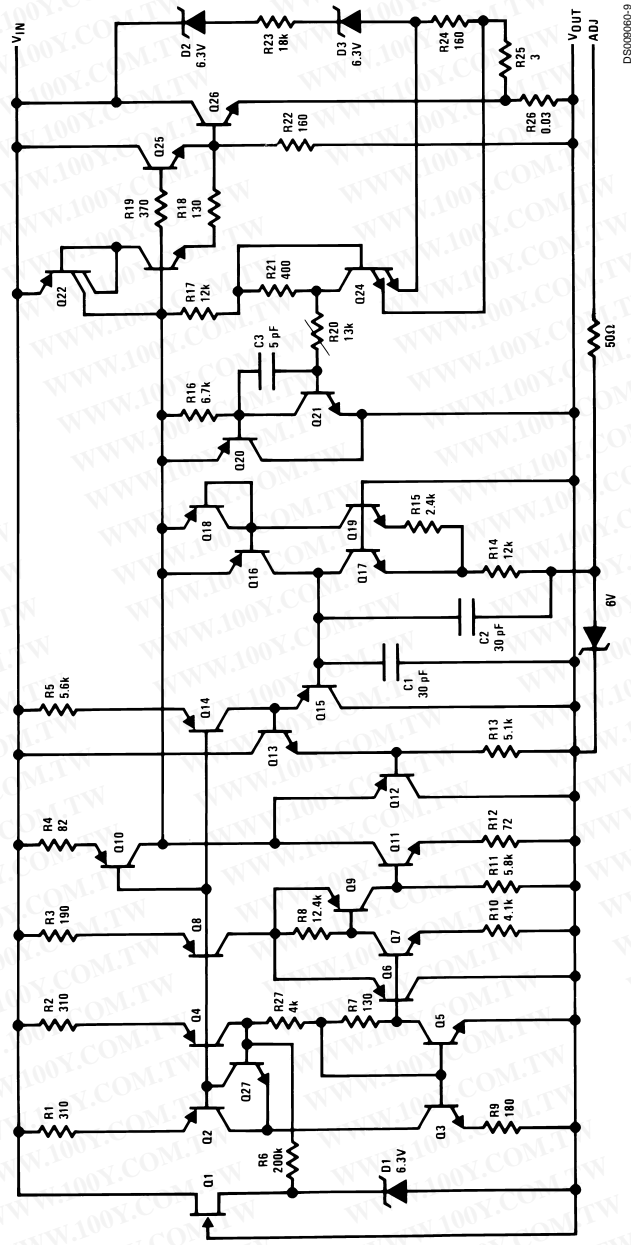 VIN
R1
310
R2
310
R3
190
R4
82
R5
5.6k
Q1
Q2
Q4
Q8
Q10
Q14
Q27
R6
200k
R27
4k
R7
130
R8
12.4k
Q9
Q6
Q7
Q3
Q5
Q11
Q12
Q13
Q15
D1
6.3V
R9
180
R10
4.1k
R11
5.8k
R12
72
R13
5.1k
C1
30 pF
C2
30 pF
Q16
Q18
Q17
Q19
R15
2.4k
R14
12k
Q20
R16
6.7k
C3
5 pF
Q21
R20
13k
R17
12k
R21
400
Q24
Q22
R19
370
R18
130
Q25
Q26
R22
160
D2
6.3V
R23
18k
D3
6.3V
R24
160
R25
3
R26
0.03
6V
50Ω
VOUT
ADJ
DS009060-9
WWW.100Y.COM.TW